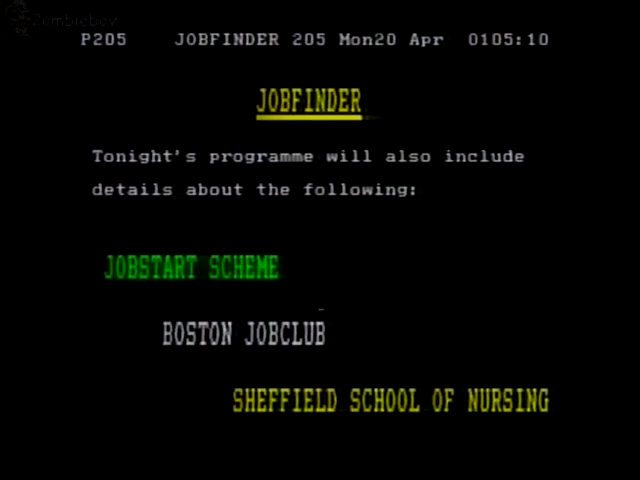 Zombieboy
P205 JOBFINDER 205 Mon20 Apr 0105:10
JOBFINDER
Tonight's programme will also include
details about the following:
JOBSTART SCHEME
BOSTON JOBCLUB
SHEFFIELD SCHOOL OF NURSING